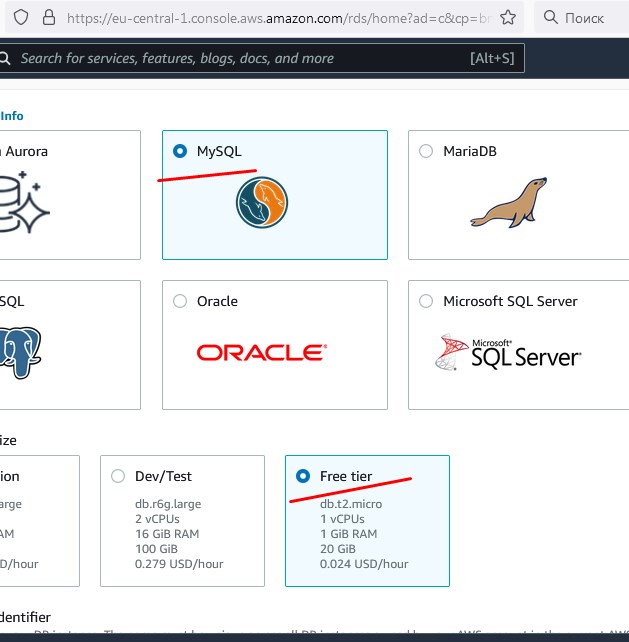 https://eu-central-1.console.aws.amazon.com/rds/home?ad=c&cp=b
Поиск
Search for services, features, blogs, docs, and more
[Alt+S]
Info
Aurora
MySQL
MariaDB
SQL
Oracle
Microsoft SQL Server
ORACLE®
Microsoft®
SQL Server®
ize
ion
Dev/Test
Free tier
arge
db.r6g.large
db.t2.micro
2 vCPUs
1 vCPUs
AM
16 GiB RAM
1 GiB RAM
100 GiB
20 GiB
D/hour
0.279 USD/hour
0.024 USD/hour
dentifier